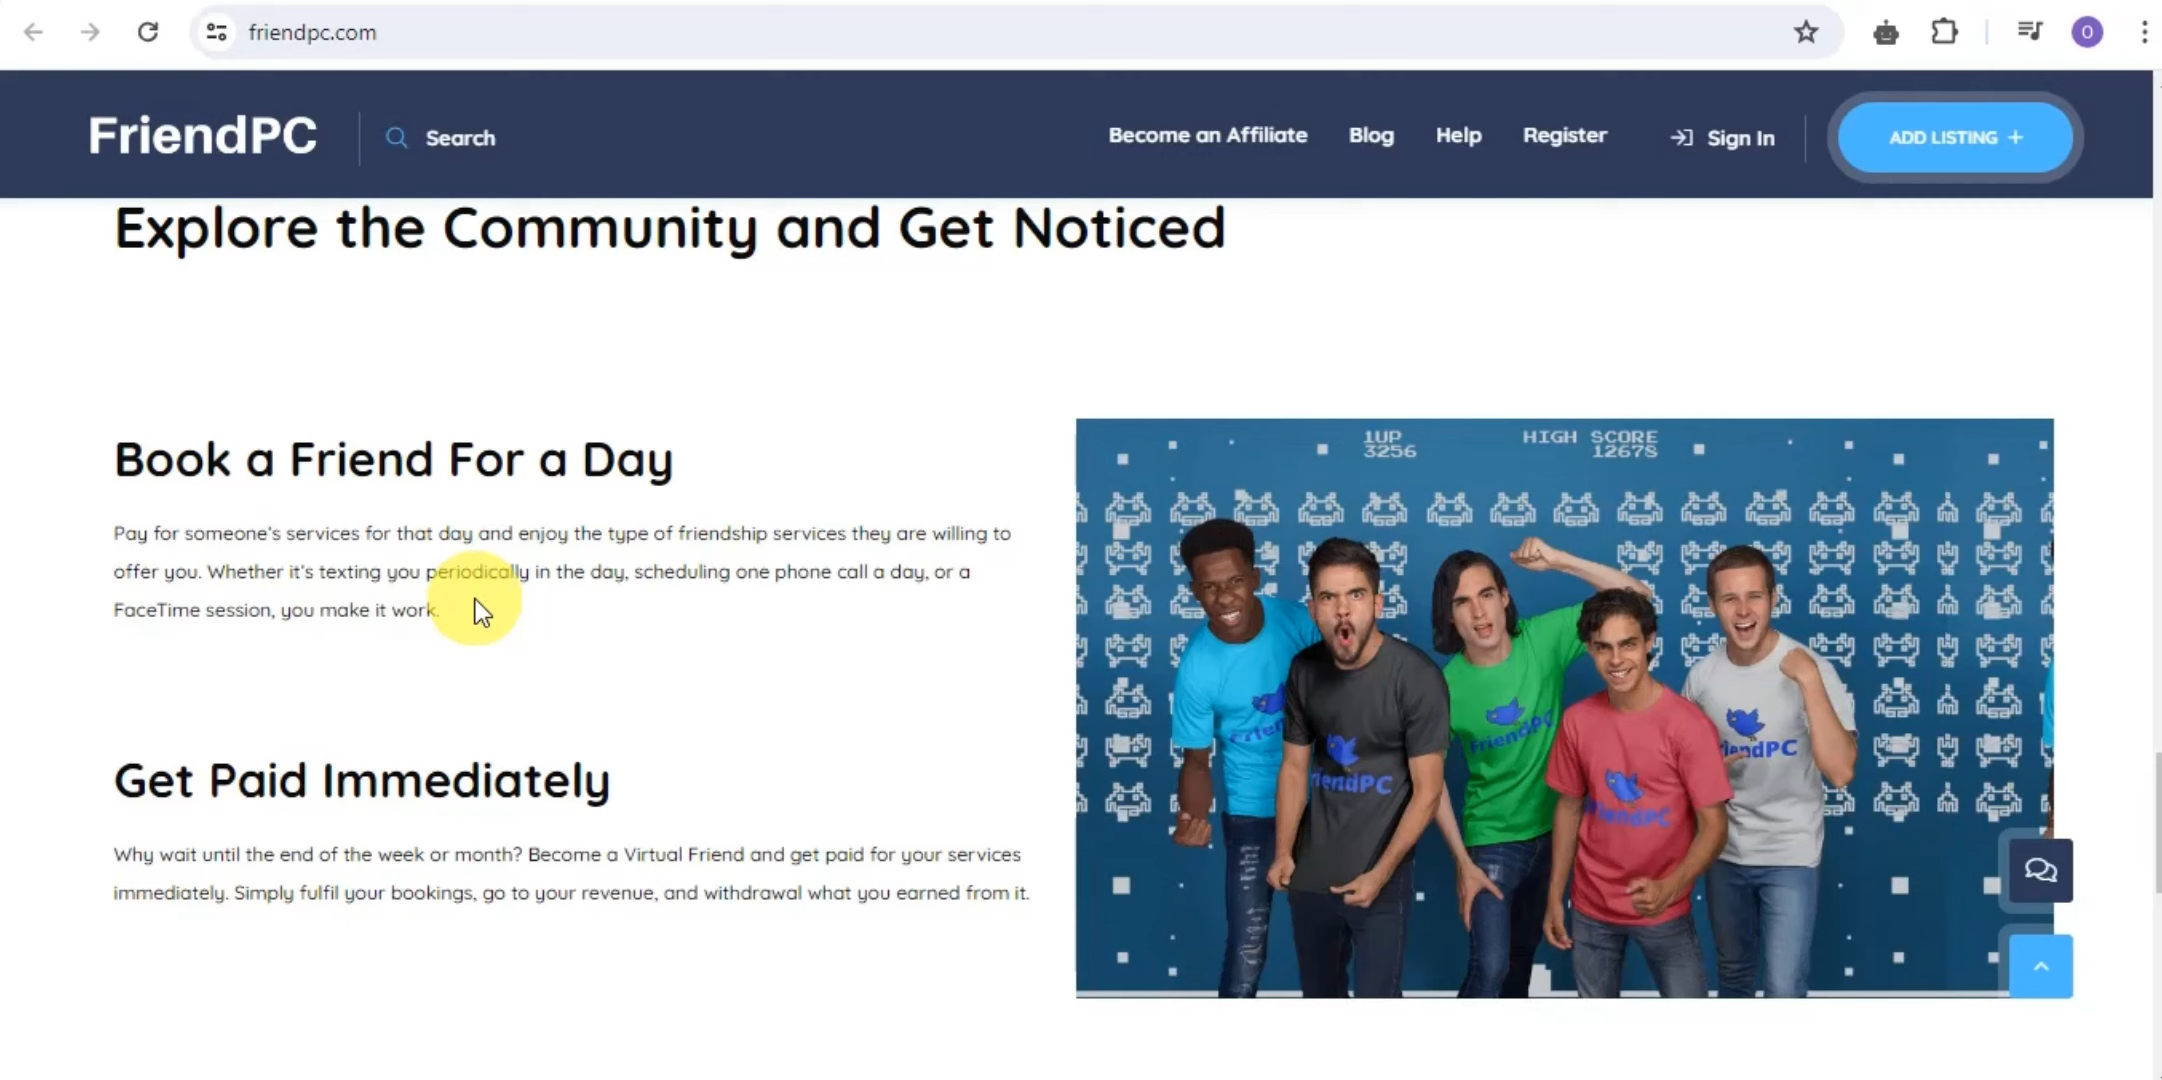 friendpc.com
O
FriendPC
Search
Become an Affiliate
Blog
Help
Register
Sign In
ADD LISTING +
Explore the Community and Get Noticed
Book a Friend For a Day
Pay for someone's services for that day and enjoy the type of friendship services they are willing to
offer you. Whether it's texting you periodically in the day, scheduling one phone call a day, or a
FaceTime session, you make it work.
Get Paid Immediately
Why wait until the end of the week or month? Become a Virtual Friend and get paid for your services
immediately. Simply fulfil your bookings, go to your revenue, and withdrawal what you earned from it.
1UP
3256
HIGH SCORE
12678
FriendPC